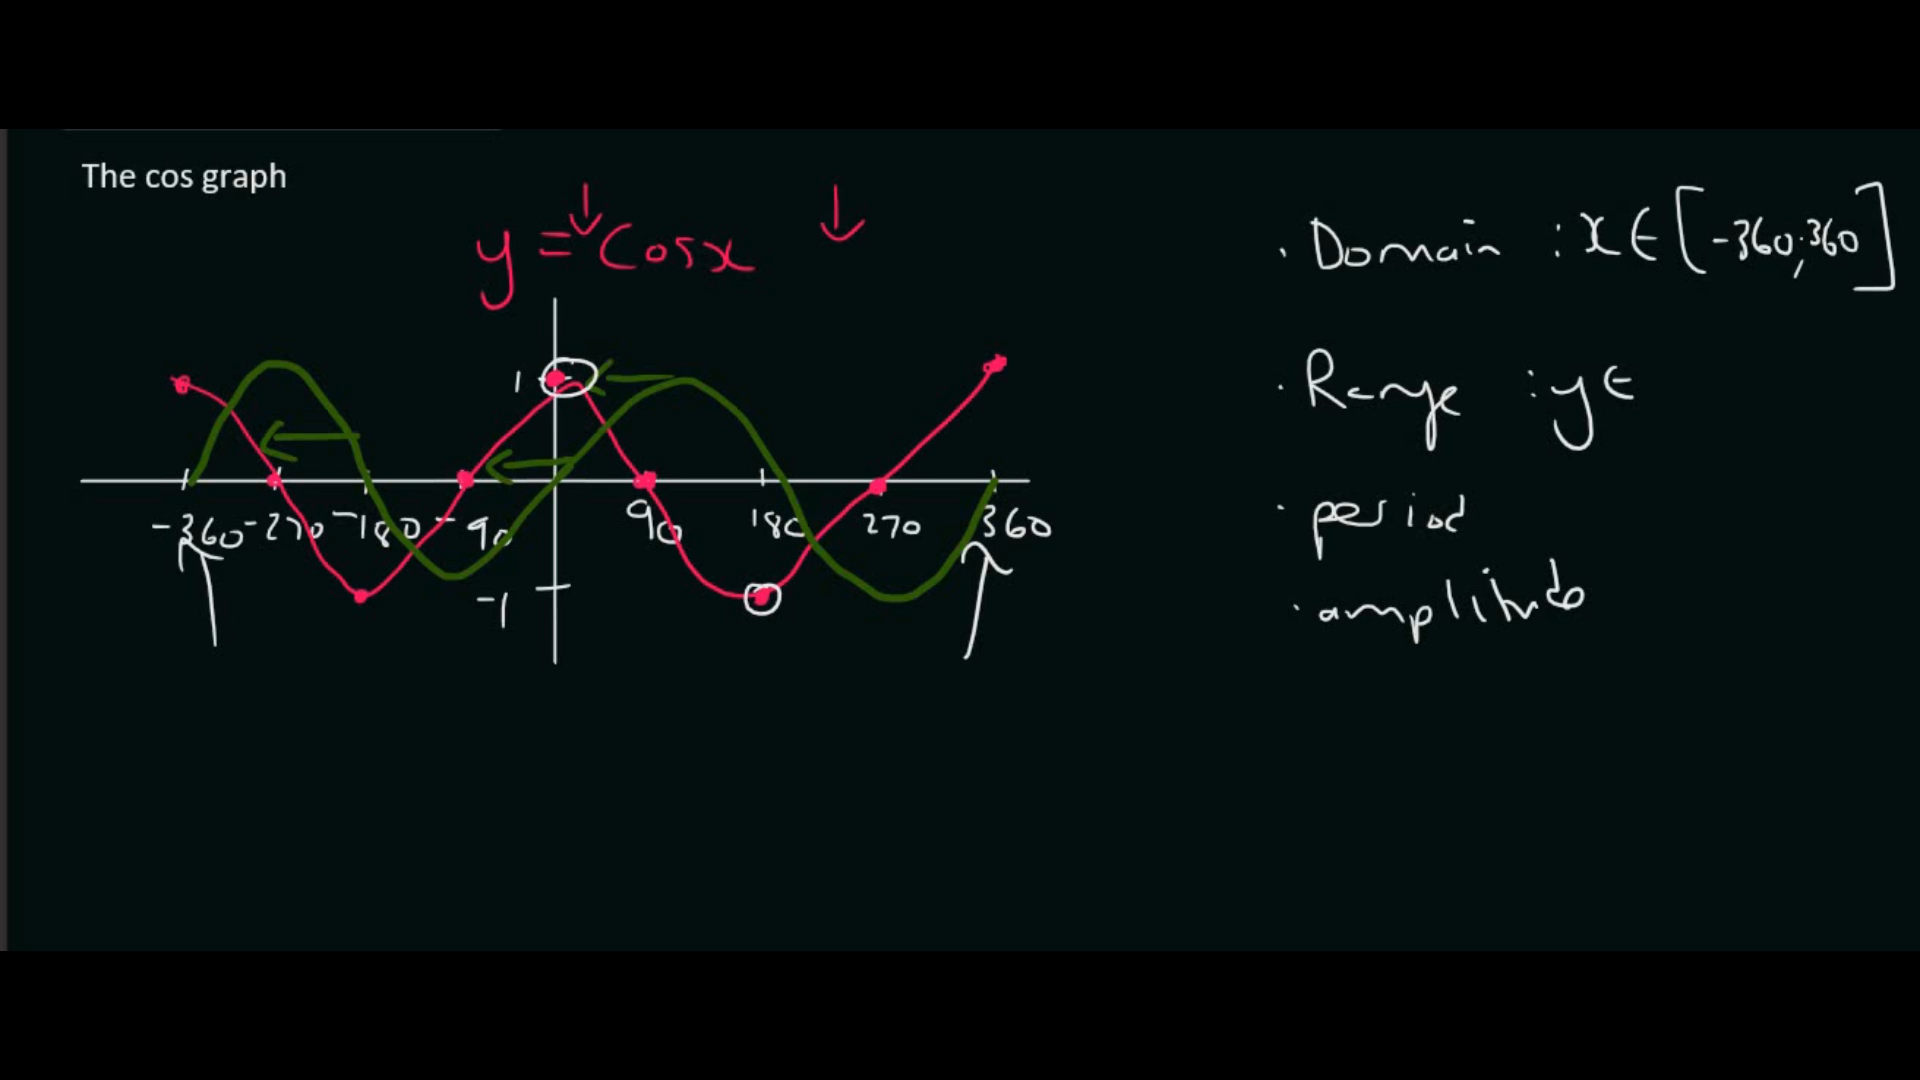 The cos graph
y = Cosx
· Domain : x ∈ [-360;360]
1
· Range : y ∈
-360 -270 -180 -90 90 180 270 360
· period
-1
· amplitude